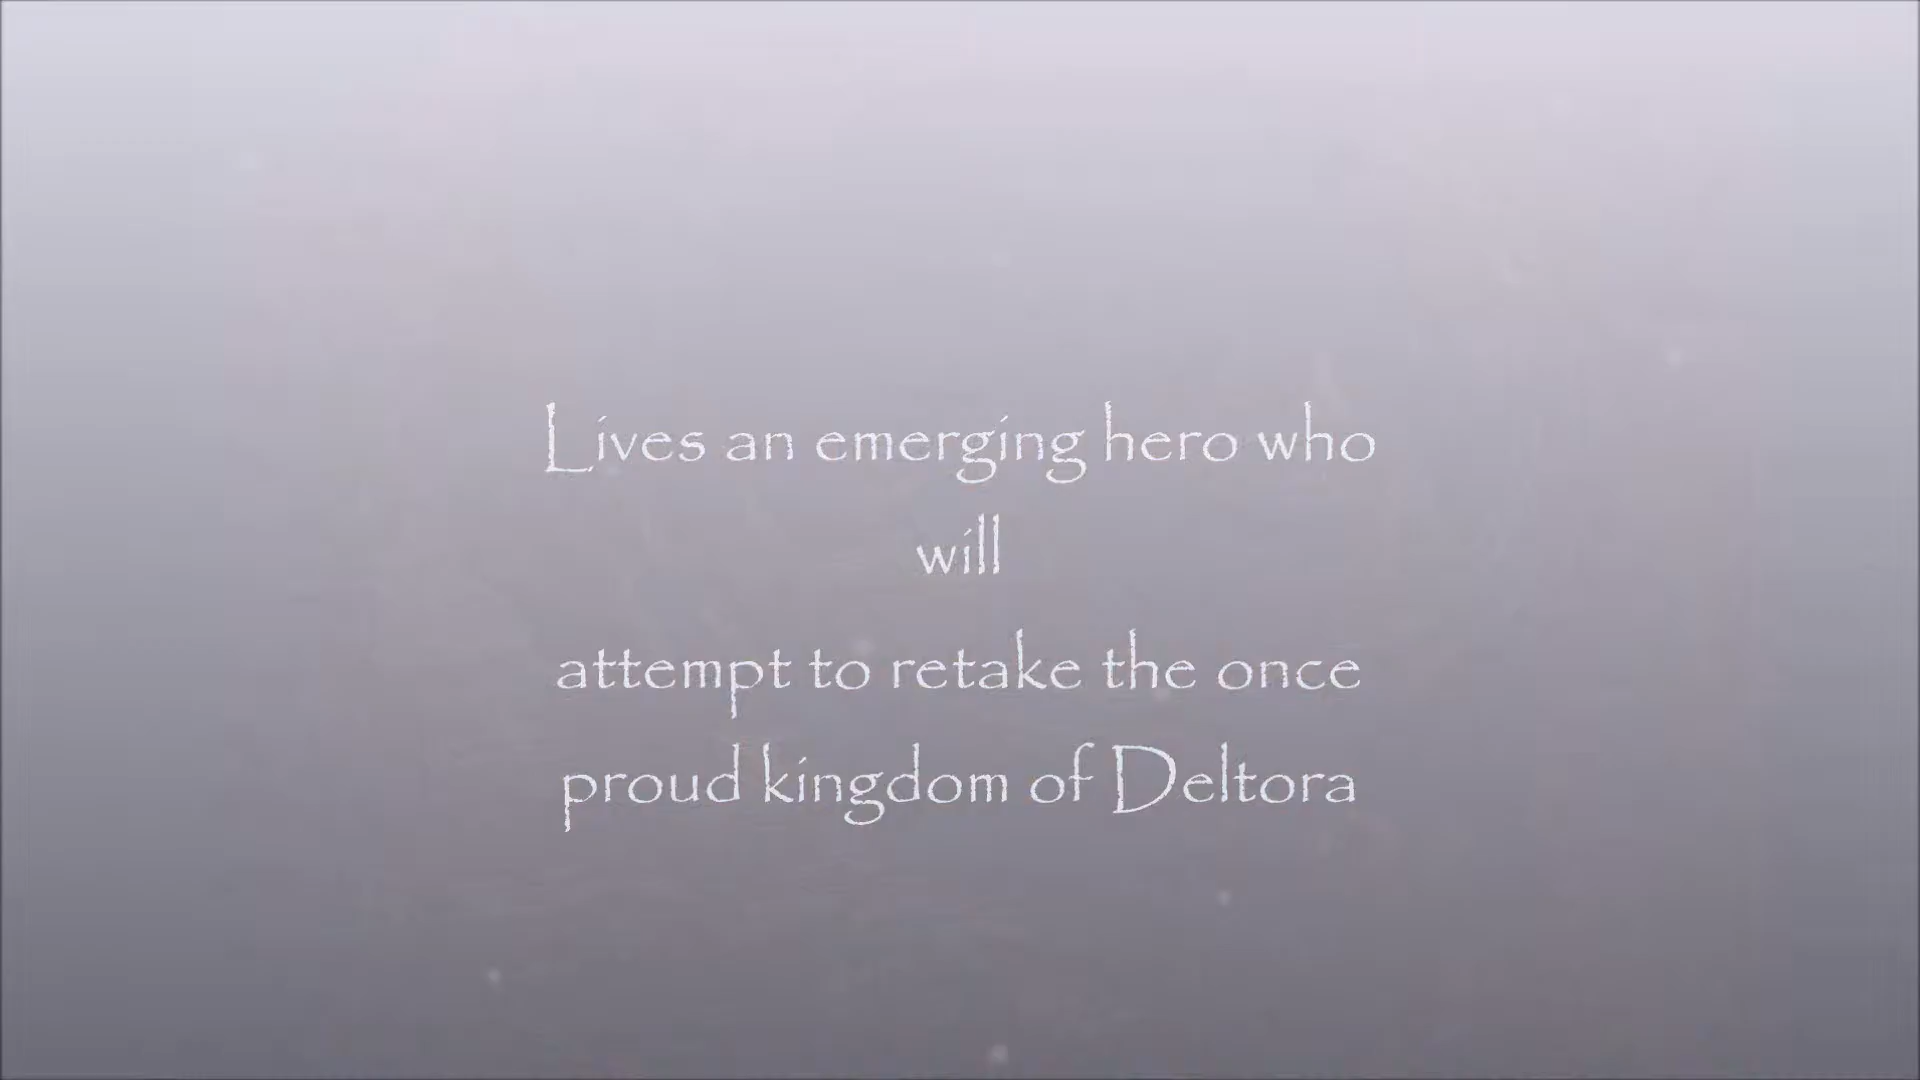 Lives an emerging hero who
will
attempt to retake the once
proud kingdom of Deltora